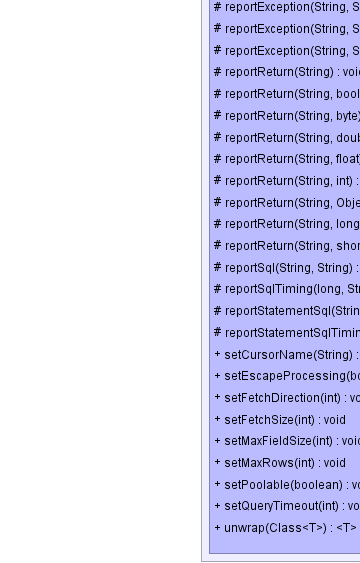 # reportException(String, S
# reportException(String, S
# reportException(String, S
# reportReturn(String) : voi
# reportReturn(String, bool
# reportReturn(String, byte)
# reportReturn(String, doub
# reportReturn(String, float)
# reportReturn(String, int) :
# reportReturn(String, Obje
# reportReturn(String, long
# reportReturn(String, shor
# reportSql(String, String) :
# reportSqlTiming(long, Str
# reportStatementSql(Strin
# reportStatementSqlTimin
+ setCursorName(String) :
+ setEscapeProcessing(bo
+ setFetchDirection(int) : vo
+ setFetchSize(int) : void
+ setMaxFieldSize(int) : voi
+ setMaxRows(int) : void
+ setPoolable(boolean) : vo
+ setQueryTimeout(int) : vo
+ unwrap(Class<T>) : <T>